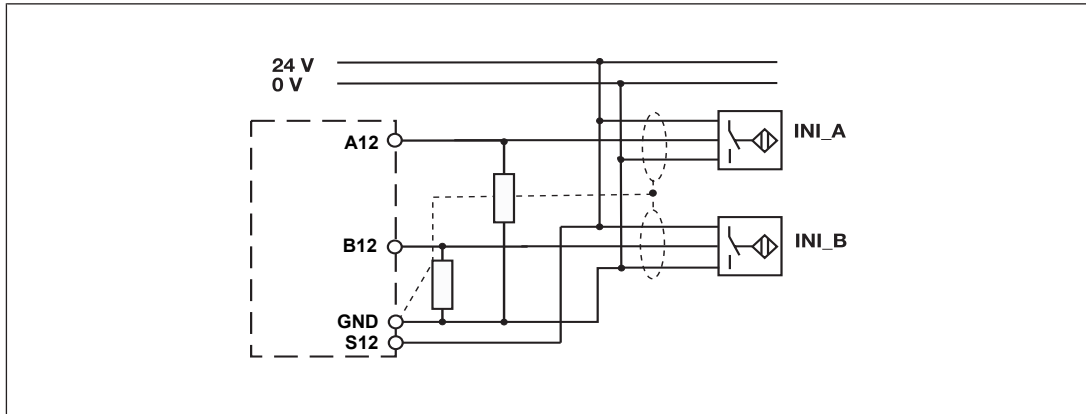 24 V
0 V
A12
INI_A
B12
INI_B
GND
S12